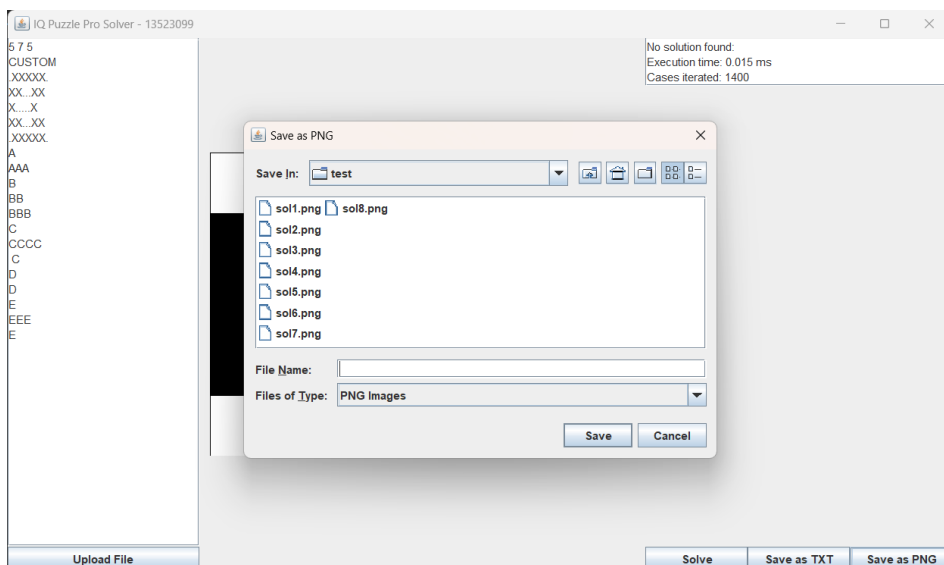 IQ Puzzle Pro Solver - 13523099
5 7 5
CUSTOM
.XXXXX.
XX...XX
X.....X
XX...XX
.XXXXX.
A
AAA
B
BB
BBB
C
CCCC
 C
D
D
E
EEE
E
Upload File
No solution found:
Execution time: 0.015 ms
Cases iterated: 1400
Save as PNG
Save In: test
sol1.png sol8.png
sol2.png
sol3.png
sol4.png
sol5.png
sol6.png
sol7.png
File Name:
Files of Type: PNG Images
Save Cancel
Solve Save as TXT Save as PNG